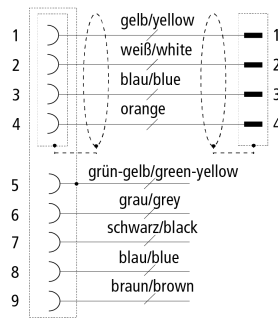 gelb/yellow
1 1
weiß/white
2 2
blau/blue
3 3
orange
4 4
grün-gelb/green-yellow
5
grau/grey
6
schwarz/black
7
blau/blue
8
braun/brown
9